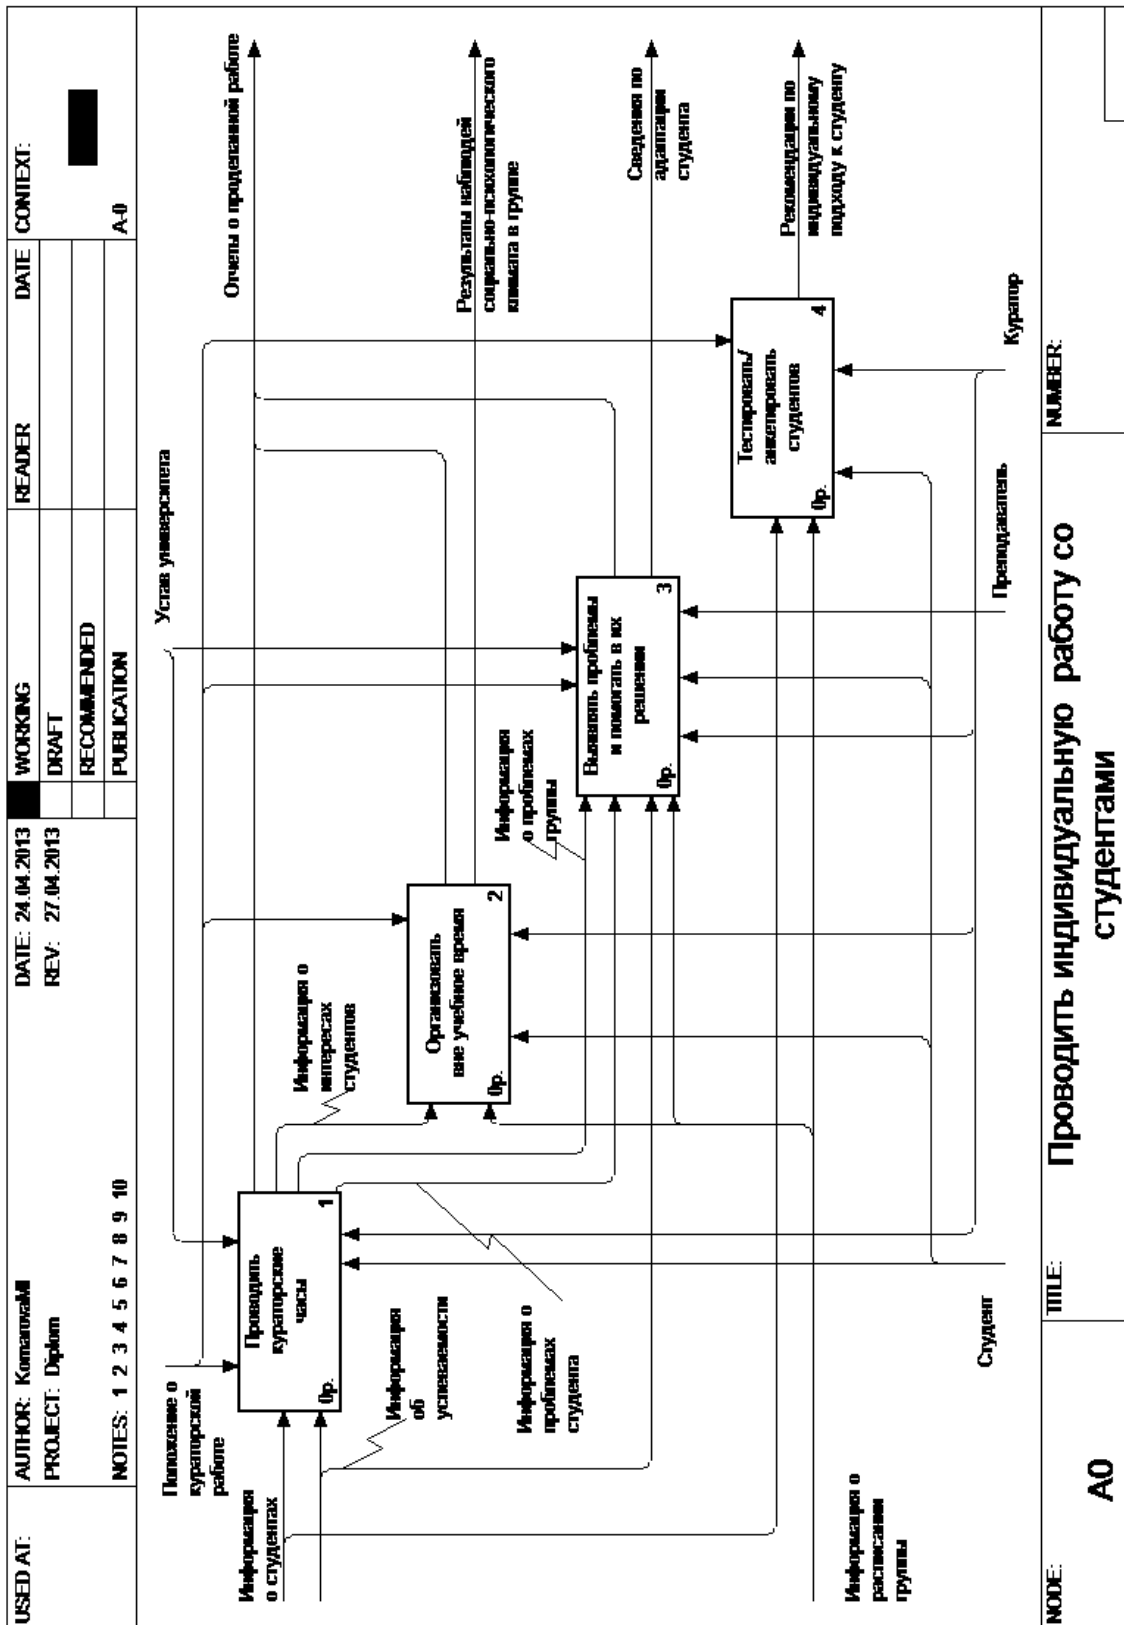 USED AT:
AUTHOR: KomarovaMI
DATE: 24.04.2013
WORKING
READER
DATE
CONTEXT:
PROJECT: Diplom
REV: 27.04.2013
DRAFT
RECOMMENDED
NOTES: 1 2 3 4 5 6 7 8 9 10
PUBLICATION
A-0
Положение о
кураторской
работе
Устав университета
Отчеты о проделанной работе
Информация
о студентах
Проводить
кураторские
часы
0р.
1
Информация
об
успеваемости
Информация о
проблемах
студента
Информация о
интересах
студентов
Организовать
вне учебное время
0р.
2
Результаты наблюдей
социально-психологического
климата в группе
Информация
о проблемах
группы
Выявлять проблемы
и помогать в их
решении
0р.
3
Сведения по
адаптации
студента
Тестировать/
анкетировать
студентов
0р.
4
Рекомендации по
индивидуальному
подходу к студенту
Информация о
расписании
группы
Студент
Преподаватель
Куратор
NODE:
A0
TITLE:
Проводить индивидуальную работу со
студентами
NUMBER: